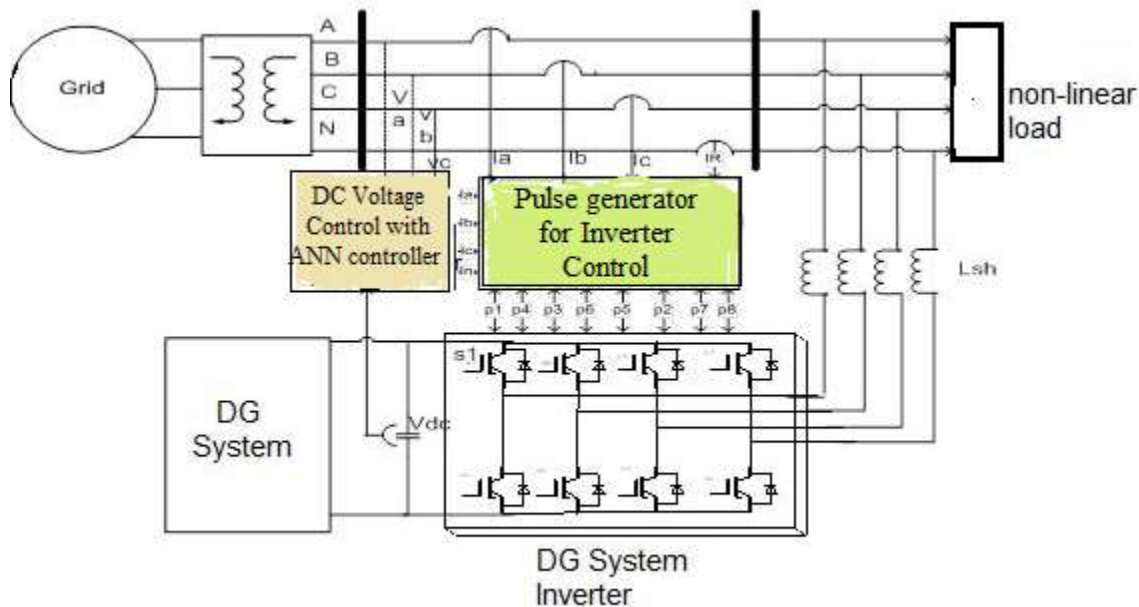 A
B
C
N
Grid
V
a
V
b
vc
Ia
Ib
Ic
IR
non-linear
load
DC Voltage
Control with
ANN controller
Pulse generator
for Inverter
Control
p1 p4 p3 p6 p5 p2 p7 p8
Lsh
s1
DG
System
Vdc
DG System
Inverter